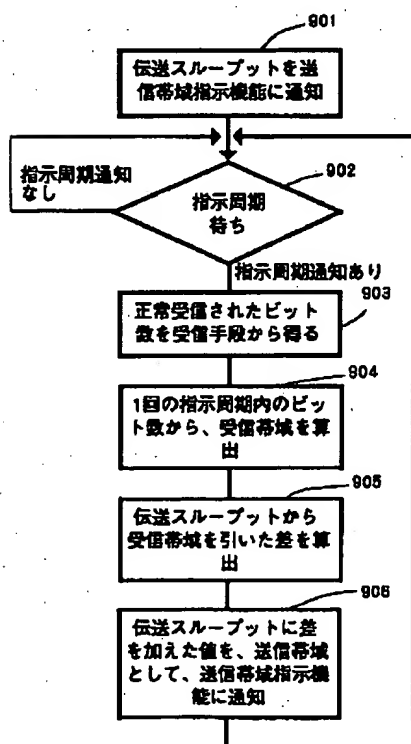 901
伝送スループットを送
信帯域指示機能に通知
指示周期通知
なし
902
指示周期
待ち
指示周期通知あり
正常受信されたビット
数を受信手段から得る
903
904
1回の指示周期内のビッ
ト数から、受信帯域を算
出
905
伝送スループットから
受信帯域を引いた差を算
出
906
伝送スループットに差
を加えた値を、送信帯域
として、送信帯域指示機
能に通知